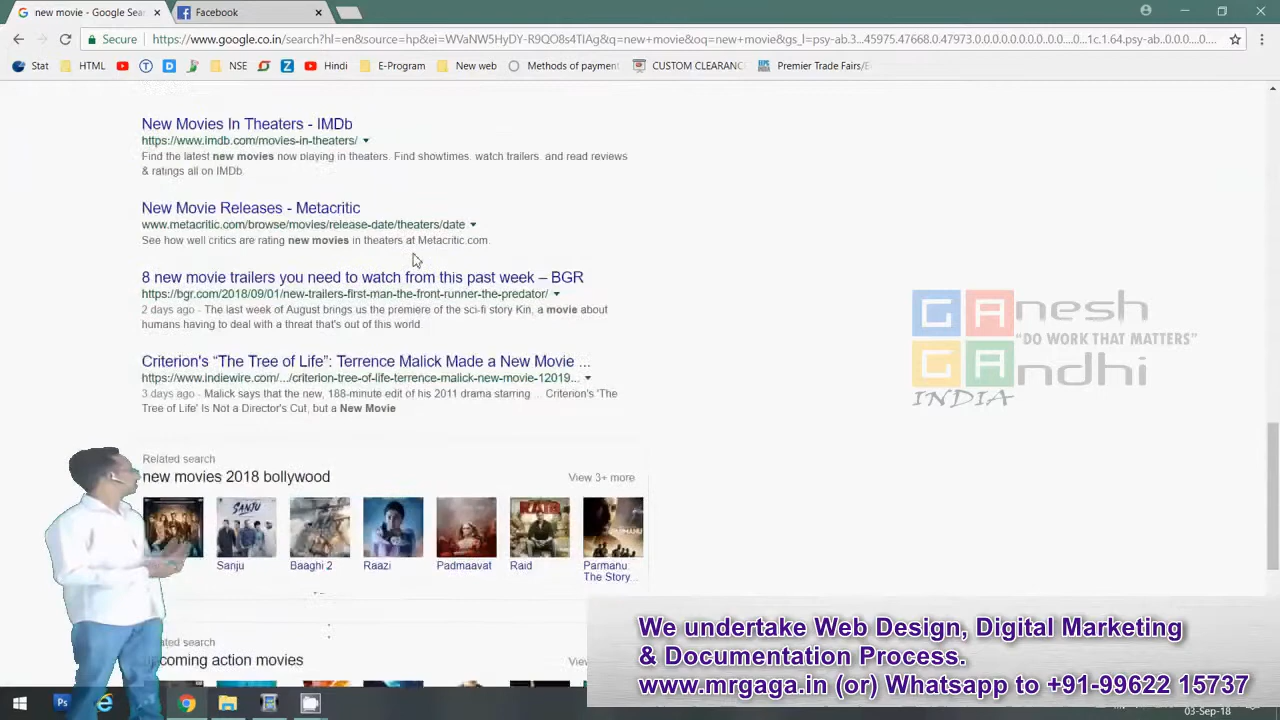 new movie - Google Sea
Facebook
Secure
https://www.google.co.in/search?hl=en&source=hp&ei=WVaNW5HyDY-R9QO8s4TIAg&q=new+movie&oq=new+movie&gs_l=psy-ab.3...45975.47668.0.47973.0.0.0.0.0.0.0.0..0.0....0...1c.1.64.psy-ab..0.0.0....0....
Stat
HTML
NSE
Hindi
E-Program
New web
Methods of payment
CUSTOM CLEARANC
Premier Trade Fairs/E
New Movies In Theaters - IMDb
https://www.imdb.com/movies-in-theaters/
Find the latest new movies now playing in theaters. Find showtimes, watch trailers, and read reviews
& ratings all on IMDb.
New Movie Releases - Metacritic
www.metacritic.com/browse/movies/release-date/theaters/date
See how well critics are rating new movies in theaters at Metacritic.com.
8 new movie trailers you need to watch from this past week – BGR
https://bgr.com/2018/09/01/new-trailers-first-man-the-front-runner-the-predator/
2 days ago - The last week of August brings us the premiere of the sci-fi story Kin, a movie about
humans having to deal with a threat that's out of this world.
Criterion's “The Tree of Life”: Terrence Malick Made a New Movie ...
https://www.indiewire.com/.../criterion-tree-of-life-terrence-malick-new-movie-12019...
3 days ago - Malick says that the new, 188-minute edit of his 2011 drama starring ... Criterion's 'The
Tree of Life' Is Not a Director's Cut, but a New Movie
GAnesh
“DO WORK THAT MATTERS”
GAndhi
INDIA
Related search
new movies 2018 bollywood
View 3+ more
SANJU
RAID
Sanju
Baaghi 2
Raazi
Padmaavat
Raid
Parmanu:
The Story...
upcoming action movies
We undertake Web Design, Digital Marketing
& Documentation Process.
www.mrgaga.in (or) Whatsapp to +91-99622 15737
03-Sep-18